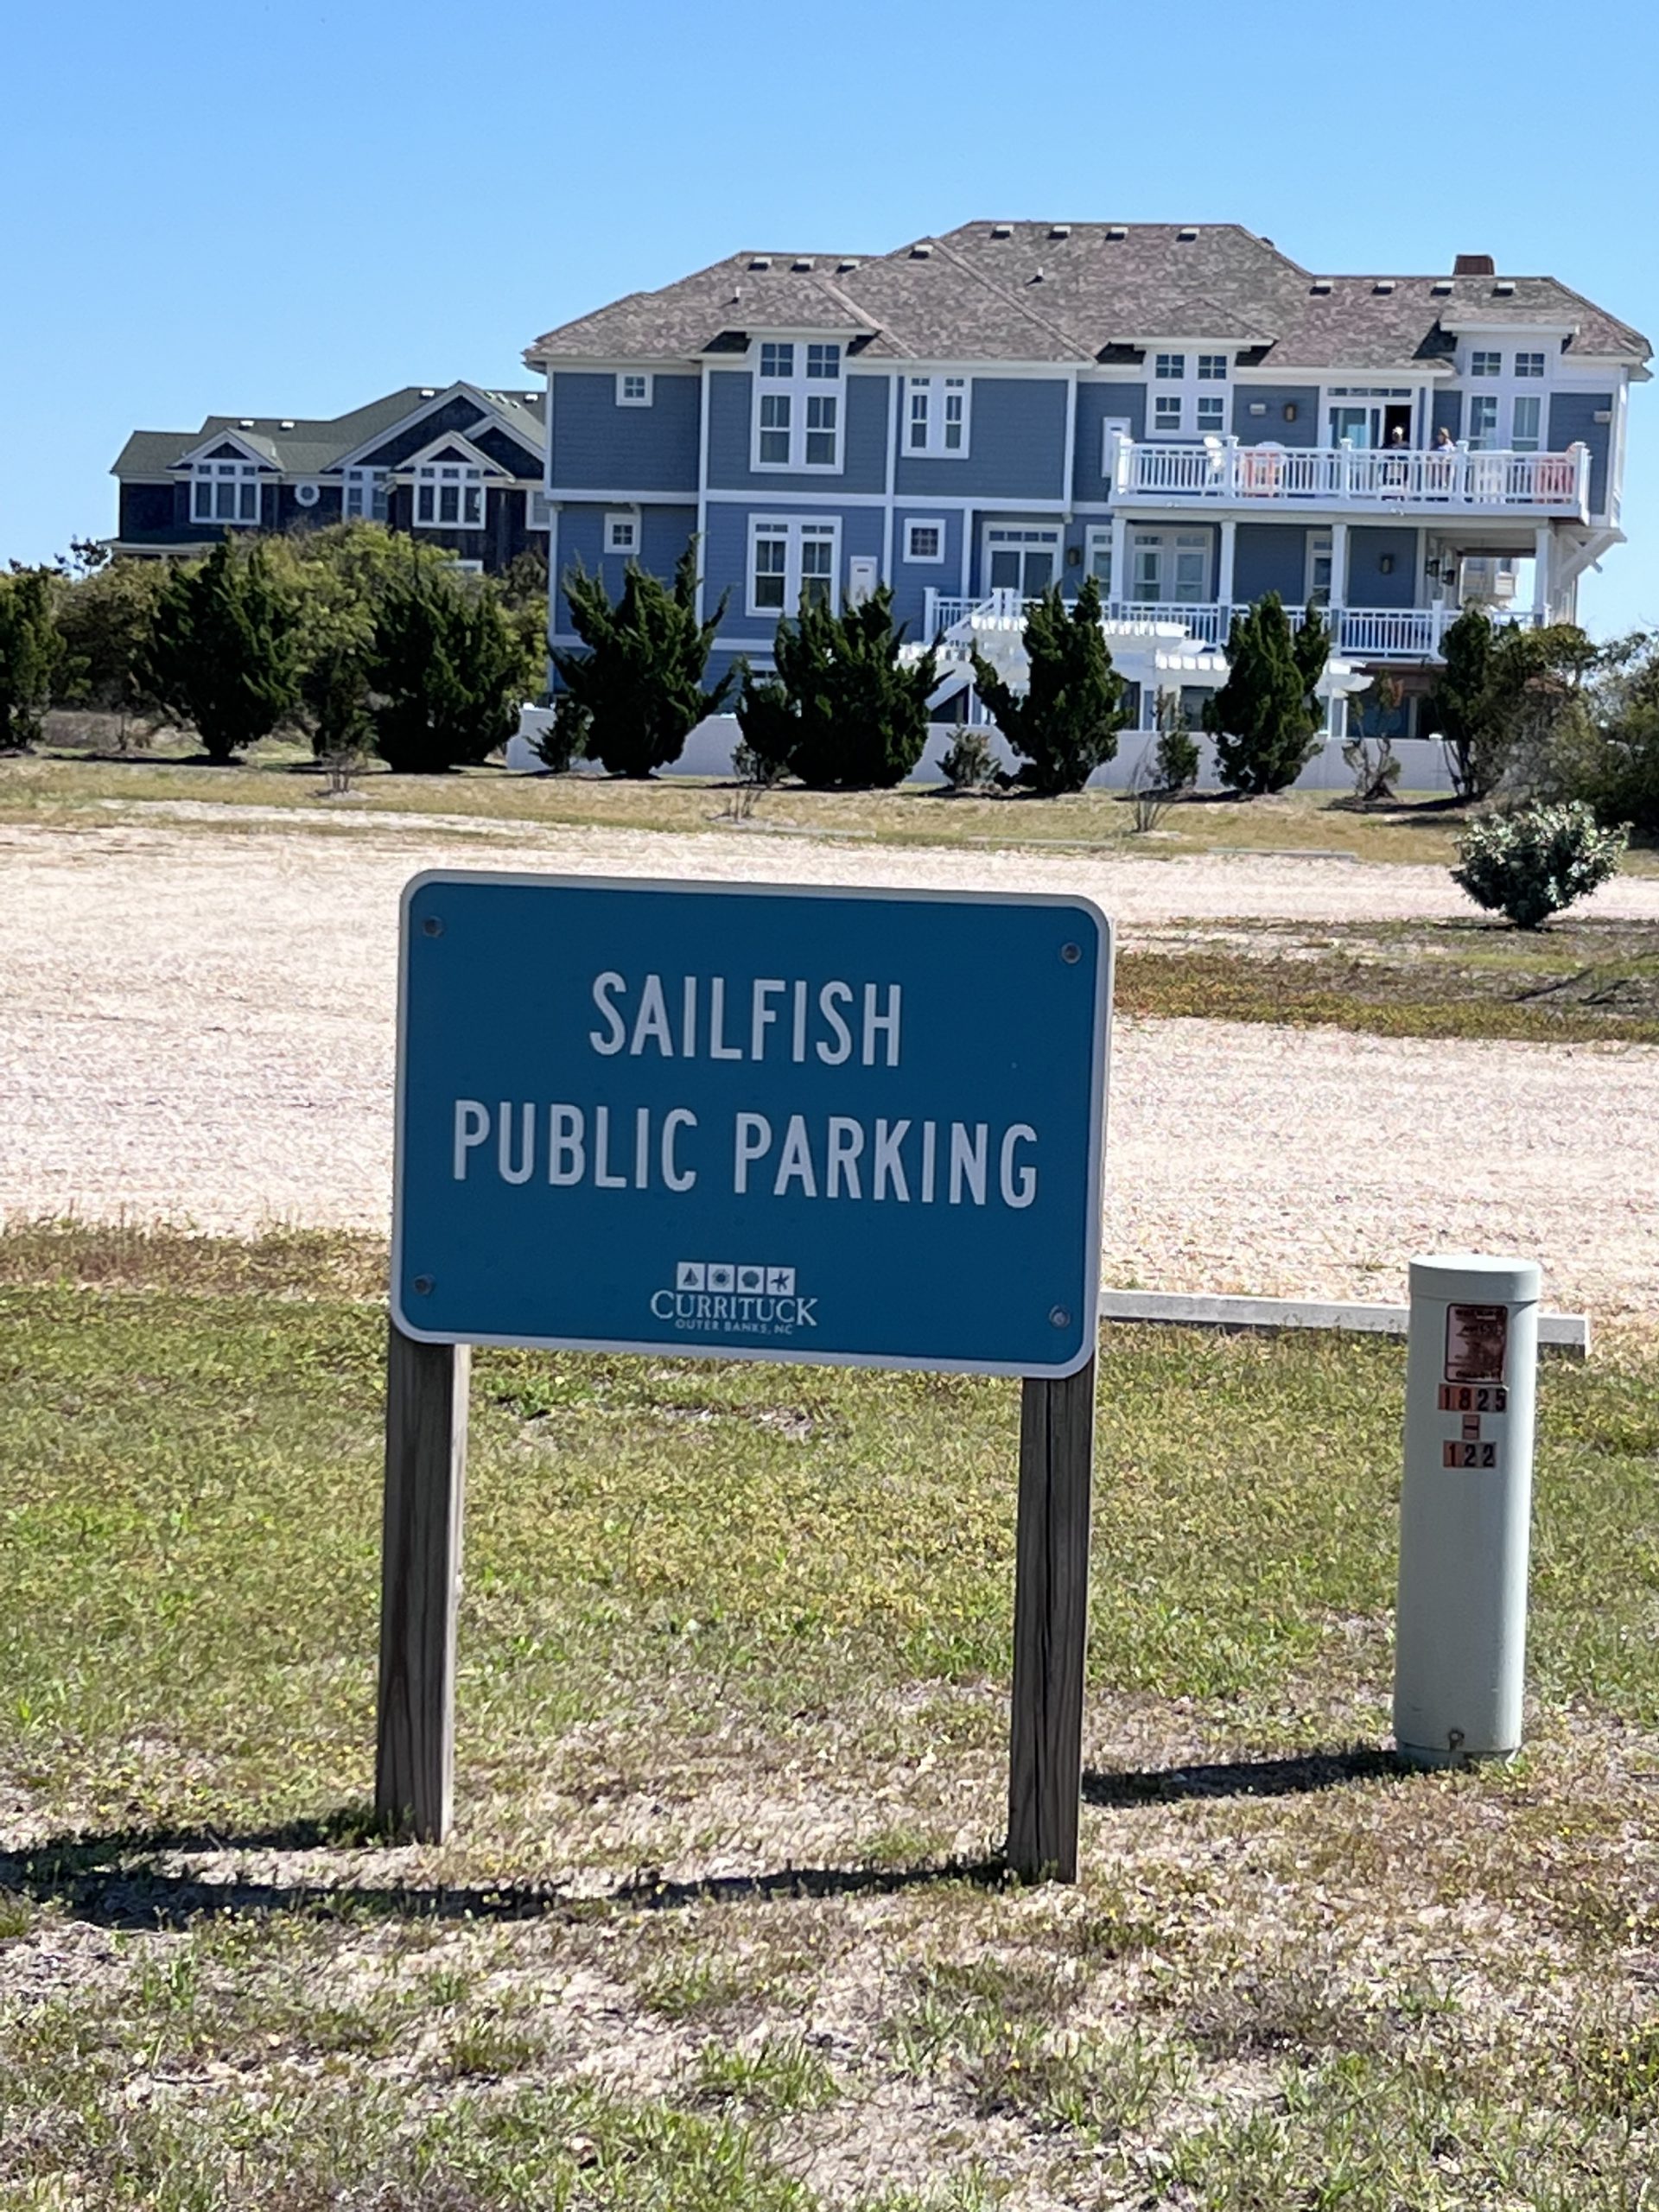 SAILFISH
PUBLIC PARKING
CURRITUCK
OUTER BANKS, NC
1825
122